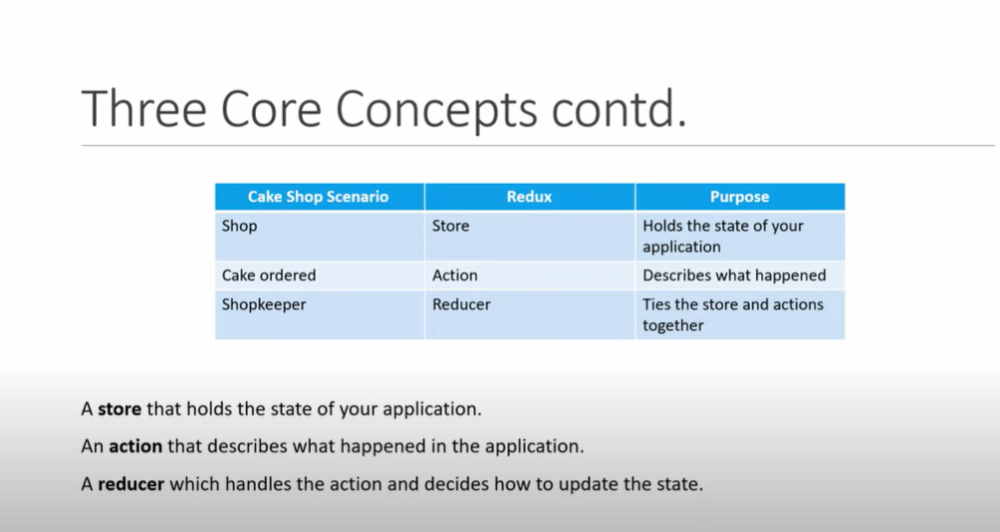 Three Core Concepts contd.
Cake Shop Scenario Redux Purpose
Shop Store Holds the state of your
application
Cake ordered Action Describes what happened
Shopkeeper Reducer Ties the store and actions
together
A store that holds the state of your application.
An action that describes what happened in the application.
A reducer which handles the action and decides how to update the state.